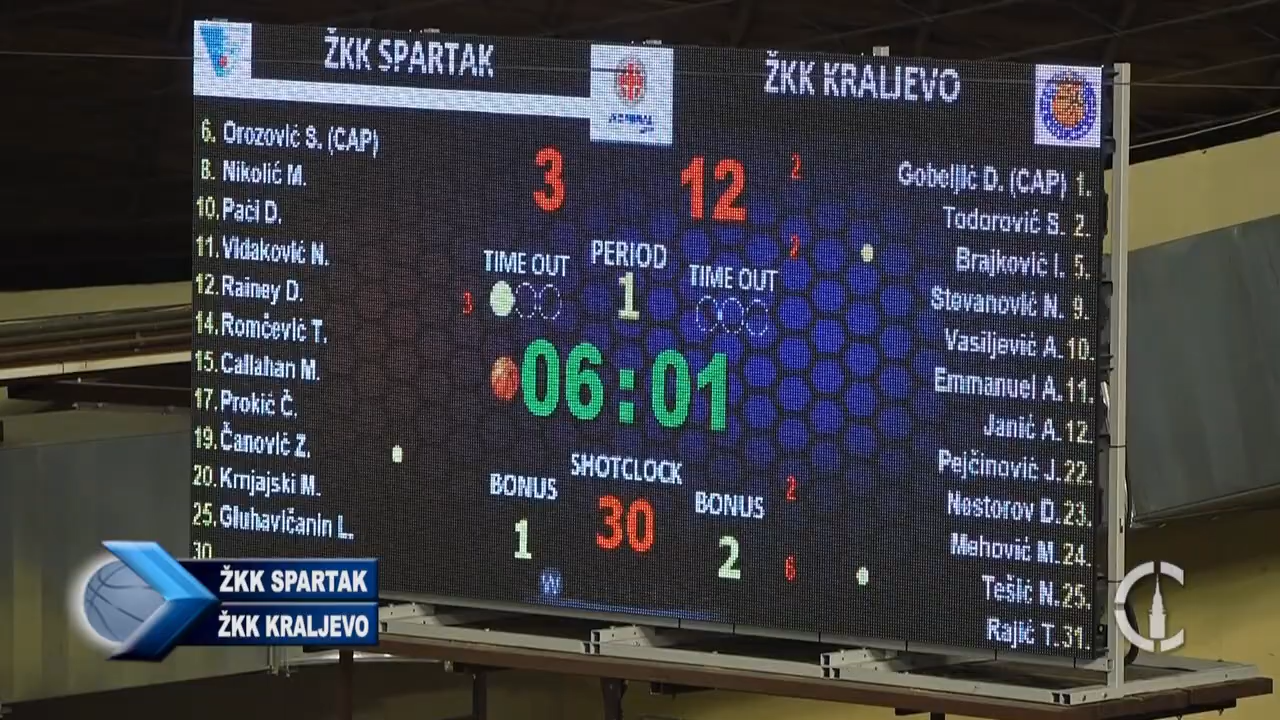 ŽKK SPARTAK
ŽKK KRALJEVO
6. Orozović S. (CAP)
8. Nikolić M.
10. Paći D.
11. Vidaković N.
12. Rainey D.
14. Romčević T.
15. Callahan M.
17. Prokić Č.
19. Čanović Z.
20. Krnjajski M.
25. Gluhavičanin L.
30.
3
12
TIME OUT
PERIOD
TIME OUT
3
1
06:01
SHOTCLOCK
BONUS
30
BONUS
1
2
W
2
2
2
6
Gobeljić D. (CAP) 1.
Todorović S. 2.
Brajković I. 5.
Stevanović N. 9.
Vasiljević A. 10.
Emmanuel A. 11.
Janić A. 12.
Pejčinović J. 22.
Nestorov D. 23.
Mehović M. 24.
Tešić N. 25.
Rajić T. 31.
ŽKK SPARTAK
ŽKK KRALJEVO